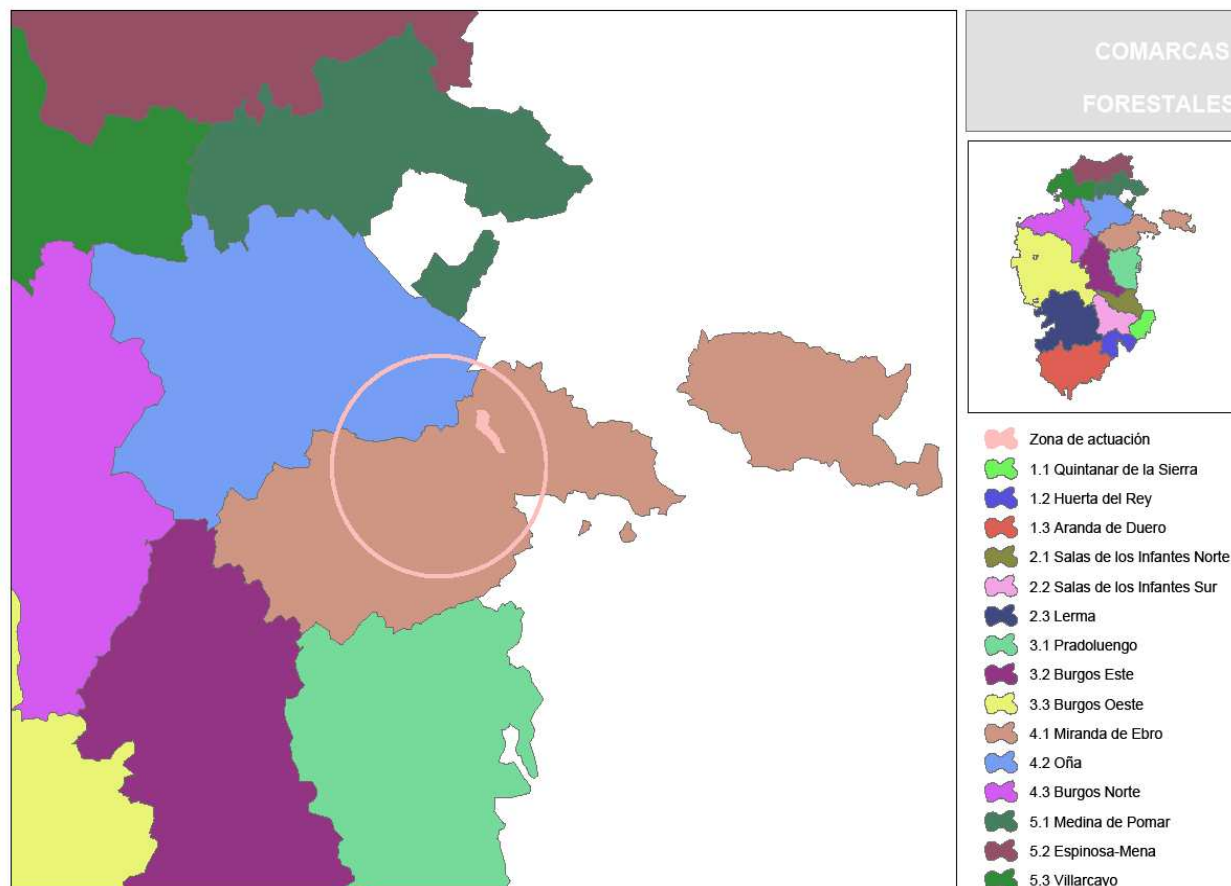 COMARCAS
FORESTALES
Zona de actuación
1.1 Quintanar de la Sierra
1.2 Huerta del Rey
1.3 Aranda de Duero
2.1 Salas de los Infantes Norte
2.2 Salas de los Infantes Sur
2.3 Lerma
3.1 Pradoluengo
3.2 Burgos Este
3.3 Burgos Oeste
4.1 Miranda de Ebro
4.2 Oña
4.3 Burgos Norte
5.1 Medina de Pomar
5.2 Espinosa-Mena
5.3 Villarcayo